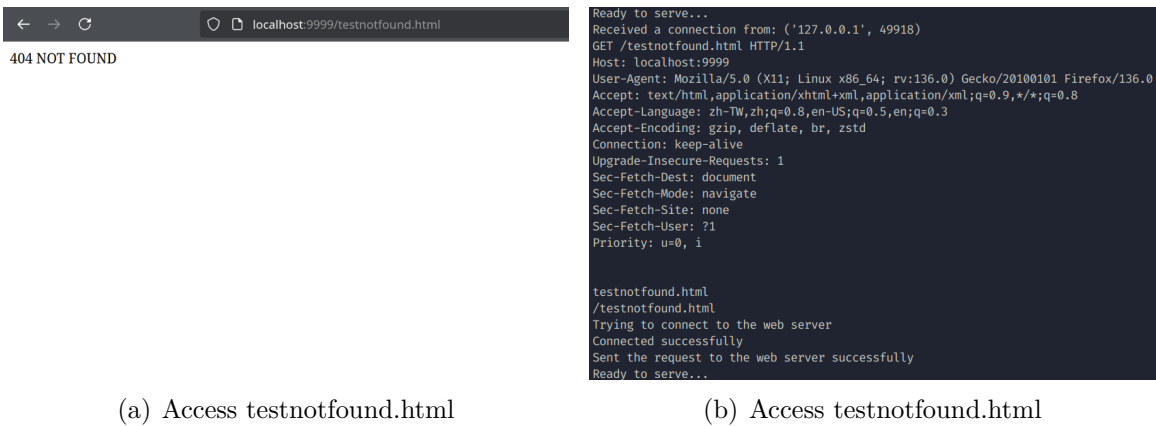 localhost:9999/testnotfound.html
404 NOT FOUND
(a) Access testnotfound.html
Ready to serve...
Received a connection from: ('127.0.0.1', 49918)
GET /testnotfound.html HTTP/1.1
Host: localhost:9999
User-Agent: Mozilla/5.0 (X11; Linux x86_64; rv:136.0) Gecko/20100101 Firefox/136.0
Accept: text/html,application/xhtml+xml,application/xml;q=0.9,*/*;q=0.8
Accept-Language: zh-TW,zh;q=0.8,en-US;q=0.5,en;q=0.3
Accept-Encoding: gzip, deflate, br, zstd
Connection: keep-alive
Upgrade-Insecure-Requests: 1
Sec-Fetch-Dest: document
Sec-Fetch-Mode: navigate
Sec-Fetch-Site: none
Sec-Fetch-User: ?1
Priority: u=0, i
testnotfound.html
/testnotfound.html
Trying to connect to the web server
Connected successfully
Sent the request to the web server successfully
Ready to serve...
(b) Access testnotfound.html